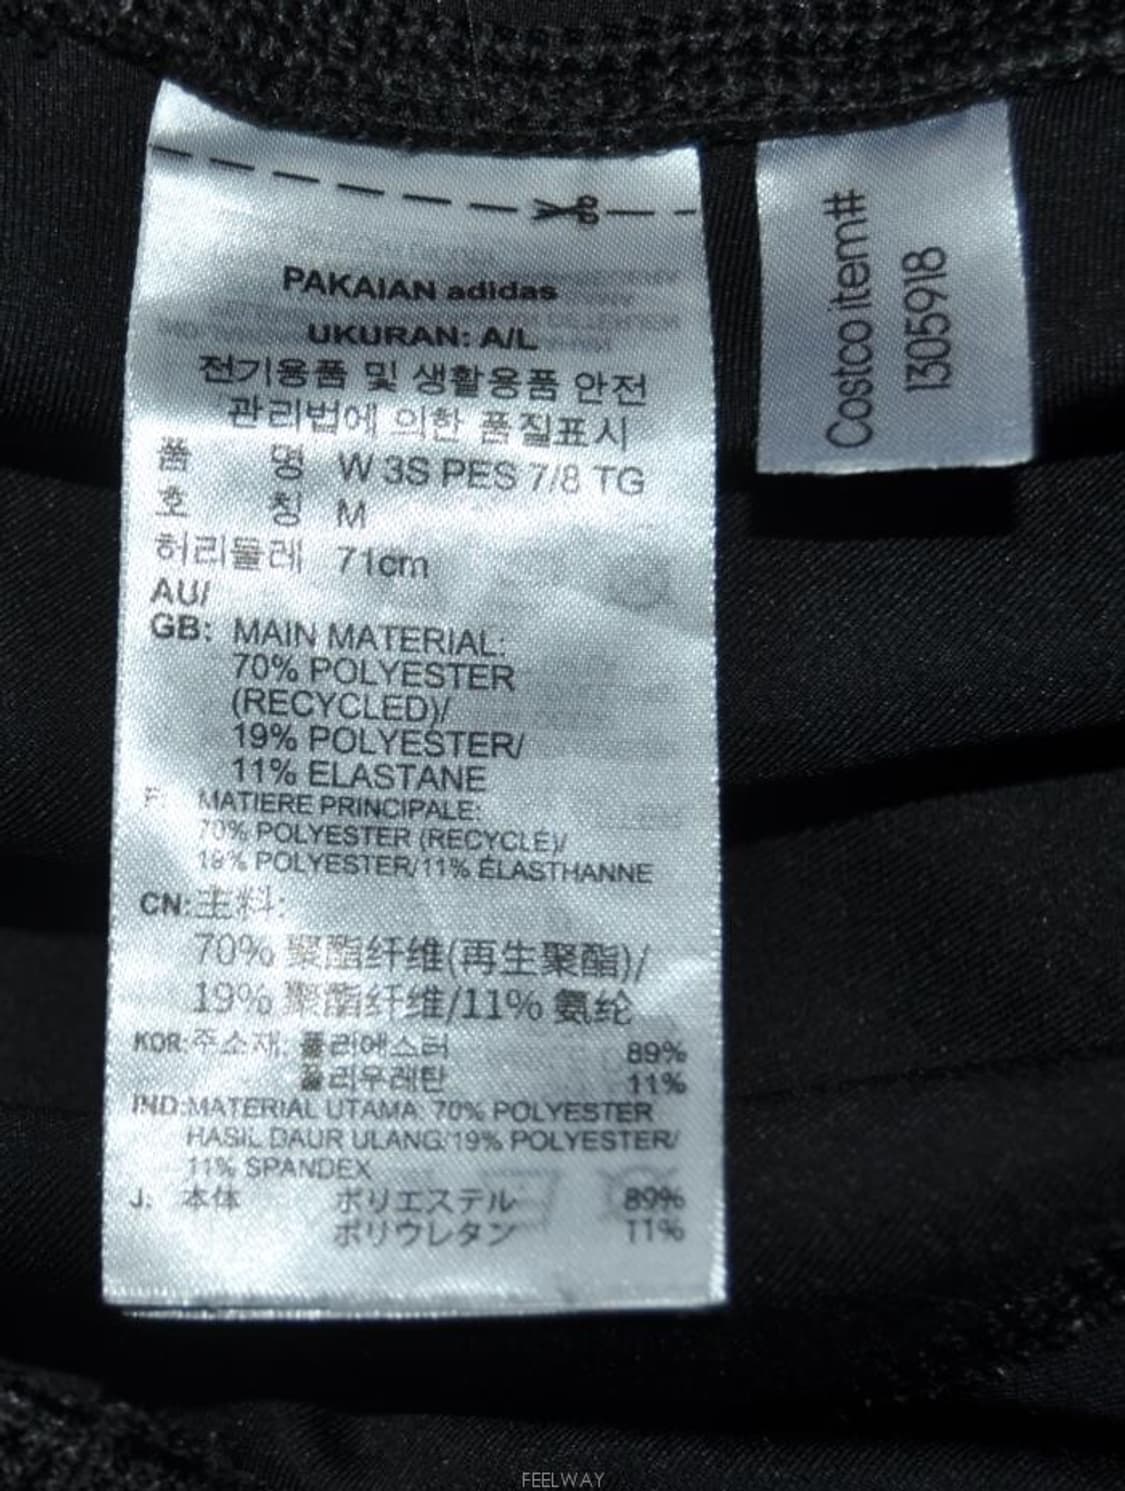 PAKAIAN adidas
UKURAN: A/L
전기용품 및 생활용품 안전
관리법에 의한 품질표시
품 명 W 3S PES 7/8 TG
호 칭 M
허리둘레 71cm
AU/
GB: MAIN MATERIAL:
70% POLYESTER
(RECYCLED)/
19% POLYESTER/
11% ELASTANE
F: MATIERE PRINCIPALE:
70% POLYESTER (RECYCLE)/
19% POLYESTER/11% ÉLASTHANNE
CN:主料:
70% 聚酯纤维(再生聚酯)/
19% 聚酯纤维/11% 氨纶
KOR:주소재: 폴리에스터 89%
폴리우레탄 11%
IND:MATERIAL UTAMA: 70% POLYESTER
HASIL DAUR ULANG/19% POLYESTER/
11% SPANDEX
J: 本体 ポリエステル 89%
ポリウレタン 11%
Costco item#
1305918
FEELWAY